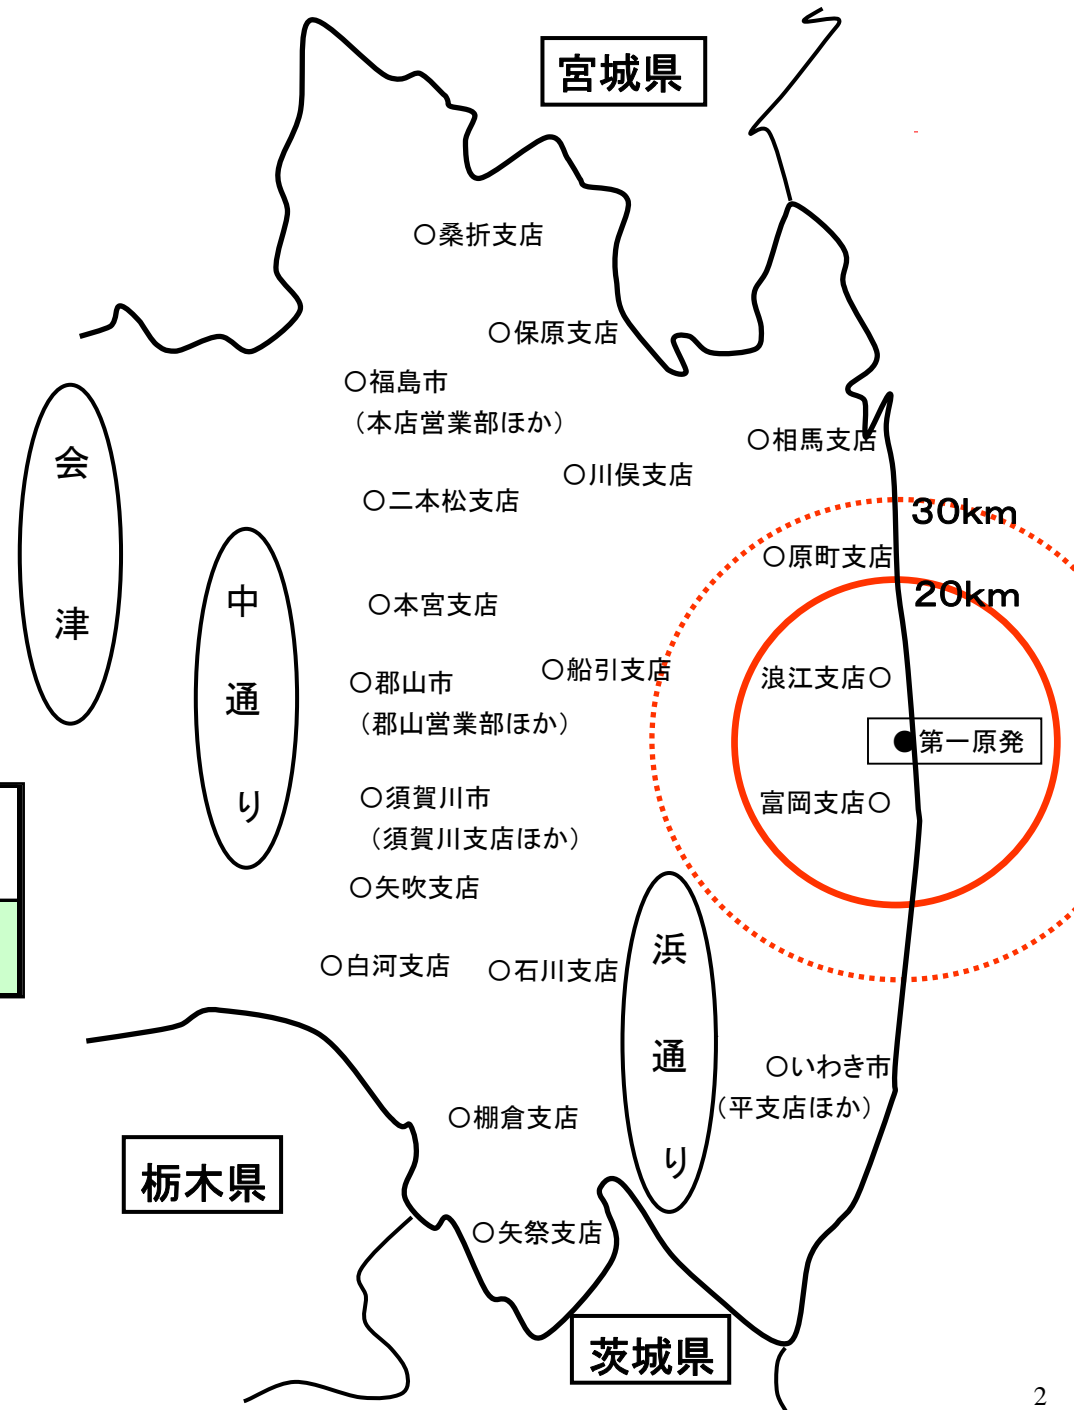 宮城県
○桑折支店
○保原支店
○福島市
（本店営業部ほか）
○相馬支店
会津
○川俣支店
○二本松支店
30km
○原町支店
20km
中通り
○本宮支店
○船引支店
浪江支店○
○郡山市
（郡山営業部ほか）
●第一原発
○須賀川市
（須賀川支店ほか）
富岡支店○
○矢吹支店
浜通り
○白河支店
○石川支店
○いわき市
（平支店ほか）
○棚倉支店
栃木県
○矢祭支店
茨城県
2